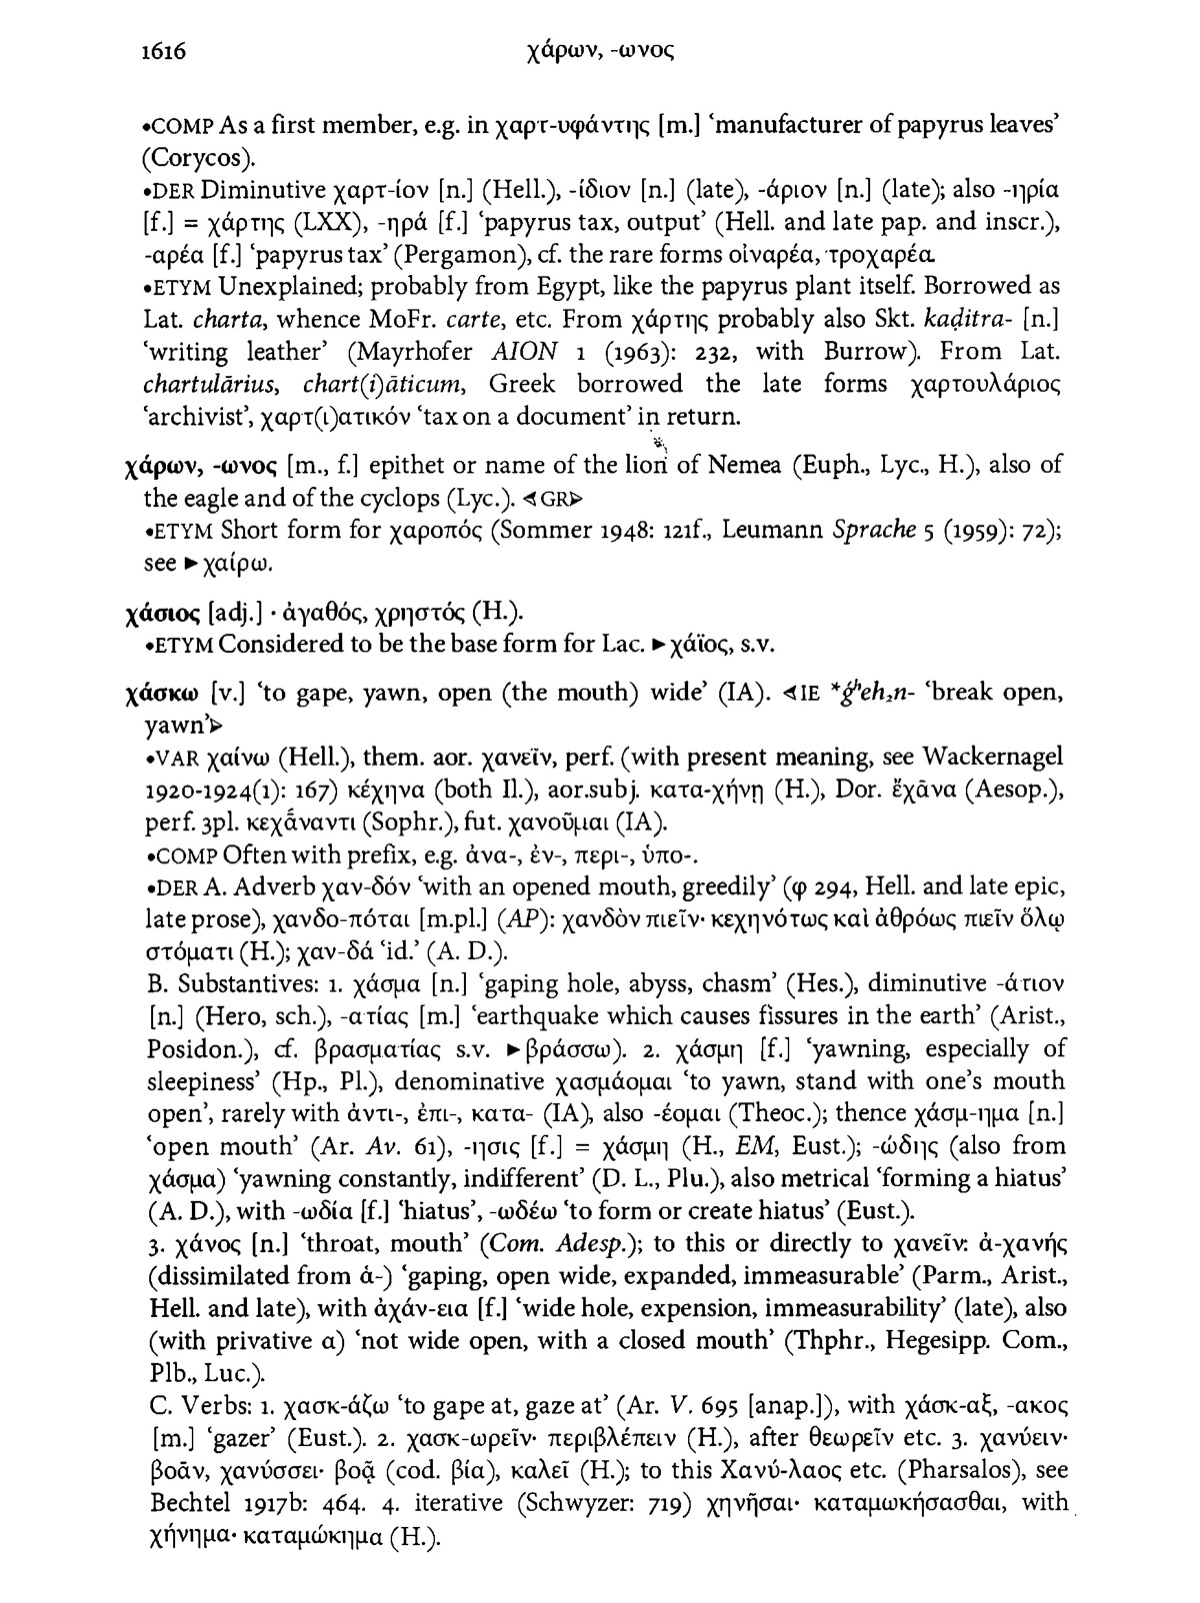 1616 χάρων, -ωνος
•COMP As a first member, e.g. in χαρτ-υφάντης [m.] ‘manufacturer of papyrus leaves’
(Corycos).
•DER Diminutive χαρτ-ίον [n.] (Hell.), -ίδιον [n.] (late), -άριον [n.] (late); also -ηρία
[f.] = χάρτης (LXX), -ηρά [f.] ‘papyrus tax, output’ (Hell. and late pap. and inscr.),
-αρέα [f.] ‘papyrus tax’ (Pergamon), cf. the rare forms οἰναρέα, τροχαρέα.
•ETYM Unexplained; probably from Egypt, like the papyrus plant itself. Borrowed as
Lat. charta, whence MoFr. carte, etc. From χάρτης probably also Skt. kaḍitra- [n.]
‘writing leather’ (Mayrhofer AION 1 (1963): 232, with Burrow). From Lat.
chartulārius, chart(i)āticum, Greek borrowed the late forms χαρτουλάριος
‘archivist’, χαρτ(ι)ατικόν ‘tax on a document’ in return.
χάρων, -ωνος [m., f.] epithet or name of the lion of Nemea (Euph., Lyc., H.), also of
the eagle and of the cyclops (Lyc.). ◁GR▷
•ETYM Short form for χαροπός (Sommer 1948: 121f., Leumann Sprache 5 (1959): 72);
see ►χαίρω.
χάσιος [adj.] · ἀγαθός, χρηστός (H.).
•ETYM Considered to be the base form for Lac. ►χάϊος, s.v.
χάσκω [v.] ‘to gape, yawn, open (the mouth) wide’ (IA). ◁IE *ǵʰeh₂n- ‘break open,
yawn’▷
•VAR χαίνω (Hell.), them. aor. χανεῖν, perf. (with present meaning, see Wackernagel
1920-1924(1): 167) κέχηνα (both Il.), aor.subj. κατα-χήνῃ (H.), Dor. ἔχᾱνα (Aesop.),
perf. 3pl. κεχᾱ́ναντι (Sophr.), fut. χανοῦμαι (IA).
•COMP Often with prefix, e.g. ἀνα-, ἐν-, περι-, ὑπο-.
•DER A. Adverb χαν-δόν ‘with an opened mouth, greedily’ (φ 294, Hell. and late epic,
late prose), χανδο-πόται [m.pl.] (AP): χανδὸν πιεῖν· κεχηνότως καὶ ἀθρόως πιεῖν ὅλῳ
στόματι (H.); χαν-δά ‘id.’ (A. D.).
B. Substantives: 1. χάσμα [n.] ‘gaping hole, abyss, chasm’ (Hes.), diminutive -άτιον
[n.] (Hero, sch.), -ατίας [m.] ‘earthquake which causes fissures in the earth’ (Arist.,
Posidon.), cf. βρασματίας s.v. ►βράσσω). 2. χάσμη [f.] ‘yawning, especially of
sleepiness’ (Hp., Pl.), denominative χασμάομαι ‘to yawn, stand with one’s mouth
open’, rarely with ἀντι-, ἐπι-, κατα- (IA), also -έομαι (Theoc.); thence χάσμ-ημα [n.]
‘open mouth’ (Ar. Av. 61), -ησις [f.] = χάσμη (H., EM, Eust.); -ώδης (also from
χάσμα) ‘yawning constantly, indifferent’ (D. L., Plu.), also metrical ‘forming a hiatus’
(A. D.), with -ωδία [f.] ‘hiatus’, -ωδέω ‘to form or create hiatus’ (Eust.).
3. χάνος [n.] ‘throat, mouth’ (Com. Adesp.); to this or directly to χανεῖν: ἀ-χανής
(dissimilated from ἁ-) ‘gaping, open wide, expanded, immeasurable’ (Parm., Arist.,
Hell. and late), with ἀχάν-εια [f.] ‘wide hole, expension, immeasurability’ (late), also
(with privative α) ‘not wide open, with a closed mouth’ (Thphr., Hegesipp. Com.,
Plb., Luc.).
C. Verbs: 1. χασκ-άζω ‘to gape at, gaze at’ (Ar. V. 695 [anap.]), with χάσκ-αξ, -ακος
[m.] ‘gazer’ (Eust.). 2. χασκ-ωρεῖν· περιβλέπειν (H.), after θεωρεῖν etc. 3. χανύειν·
βοᾶν, χανύσσει· βοᾷ (cod. βία), καλεῖ (H.); to this Χανύ-λαος etc. (Pharsalos), see
Bechtel 1917b: 464. 4. iterative (Schwyzer: 719) χηνῆσαι· καταμωκήσασθαι, with
χήνημα· καταμώκημα (H.).